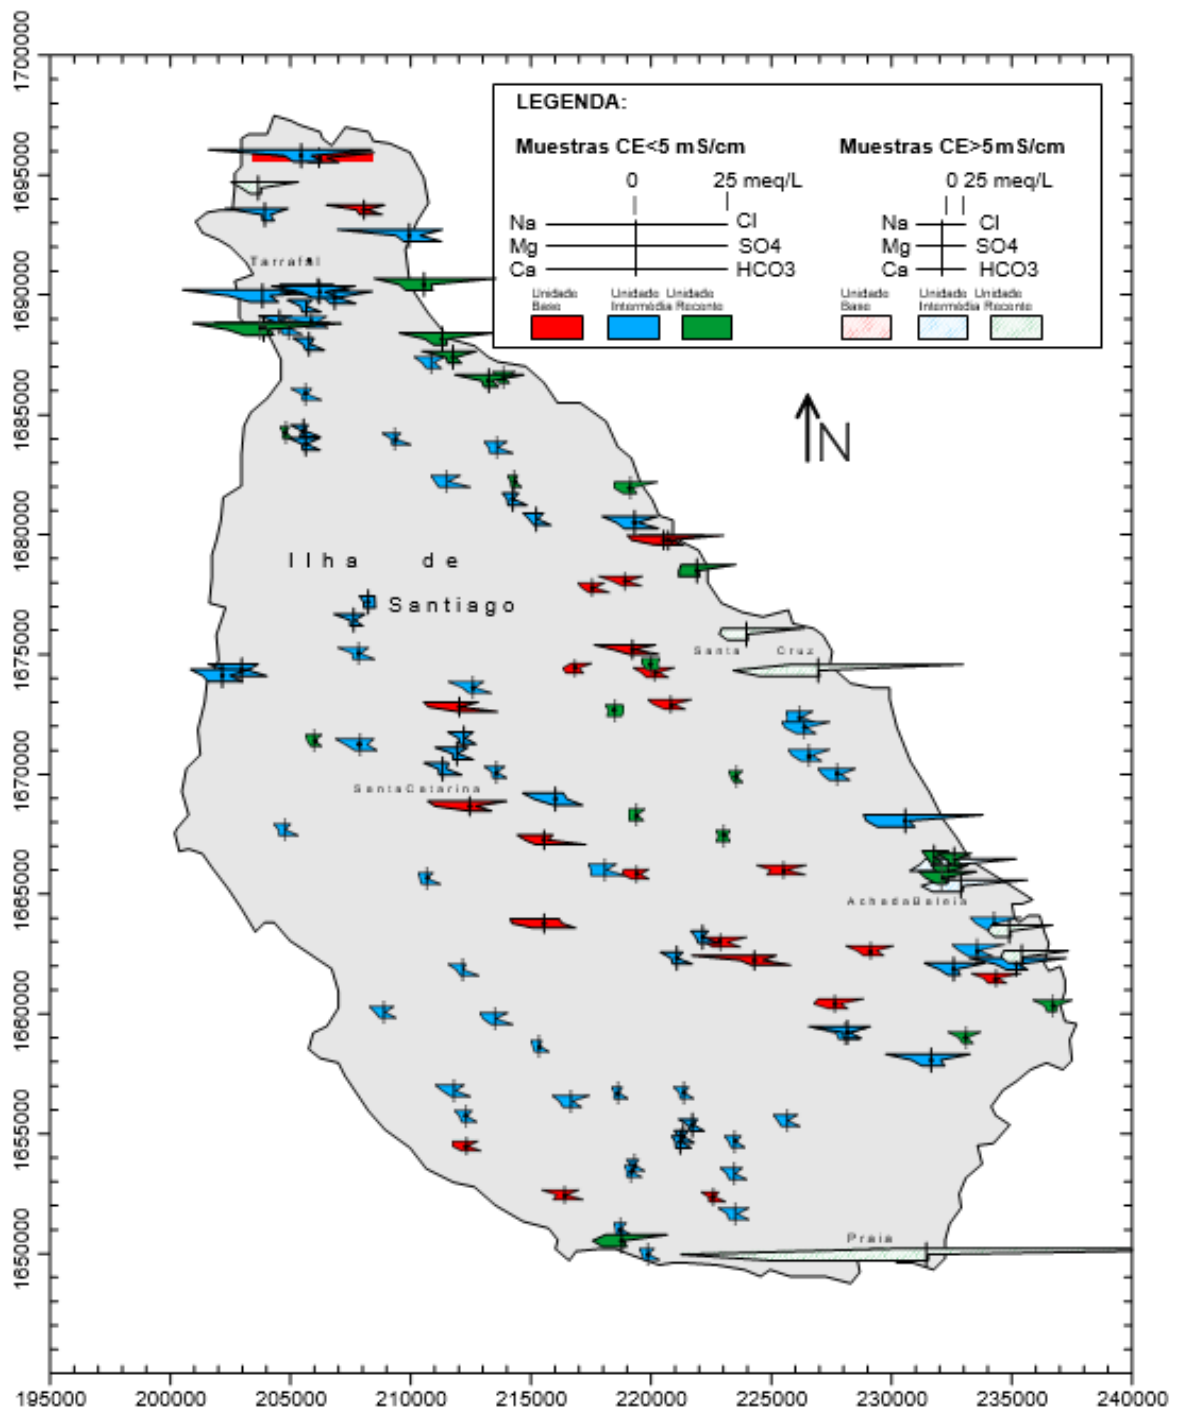 1700000
1695000
1690000
1685000
1680000
1675000
1670000
1665000
1660000
1655000
1650000
LEGENDA:
Muestras CE<5 mS/cm
Muestras CE>5mS/cm
0 25 meq/L
0 25 meq/L
Na Cl
Mg SO4
Ca HCO3
Na Cl
Mg SO4
Ca HCO3
Unidade Base
Unidade Intermédia
Unidade Recente
Unidade Base
Unidade Intermédia
Unidade Recente
N
Tarrafal
Ilha de
Santiago
Santa Cruz
SantaCatarina
AchadaBaleia
Praia
195000 200000 205000 210000 215000 220000 225000 230000 235000 240000